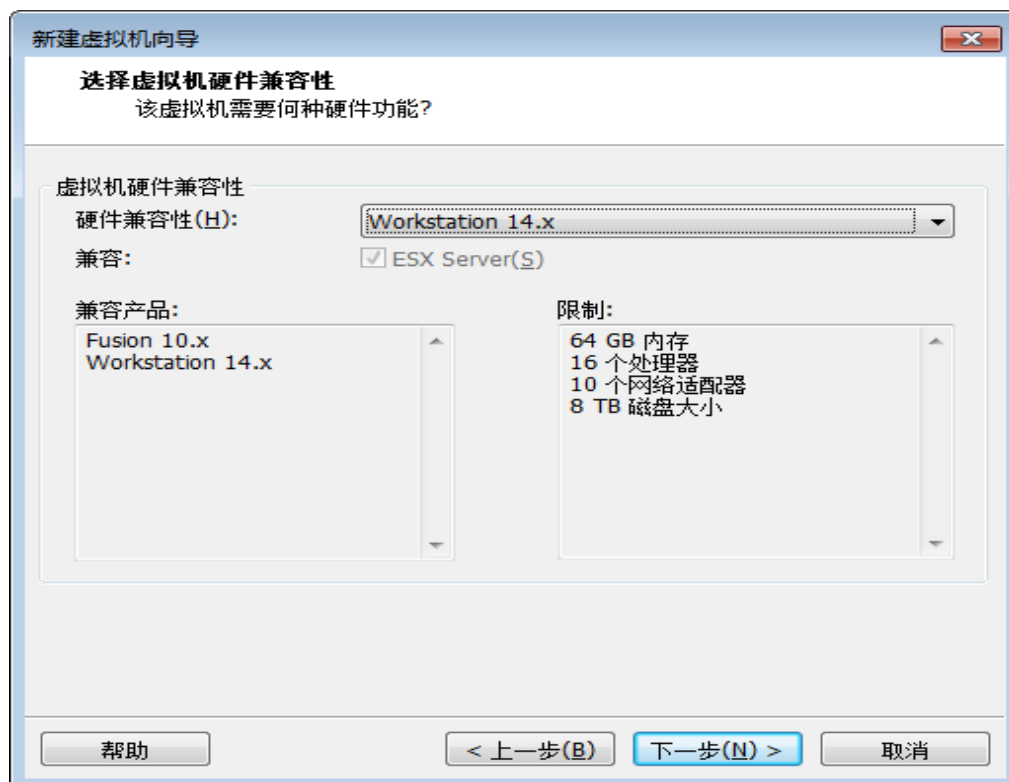 新建虚拟机向导
选择虚拟机硬件兼容性
该虚拟机需要何种硬件功能?
虚拟机硬件兼容性
硬件兼容性(H):
Workstation 14.x
兼容:
ESX Server(S)
兼容产品:
Fusion 10.x
Workstation 14.x
限制:
64 GB 内存
16 个处理器
10 个网络适配器
8 TB 磁盘大小
帮助
< 上一步(B)
下一步(N) >
取消